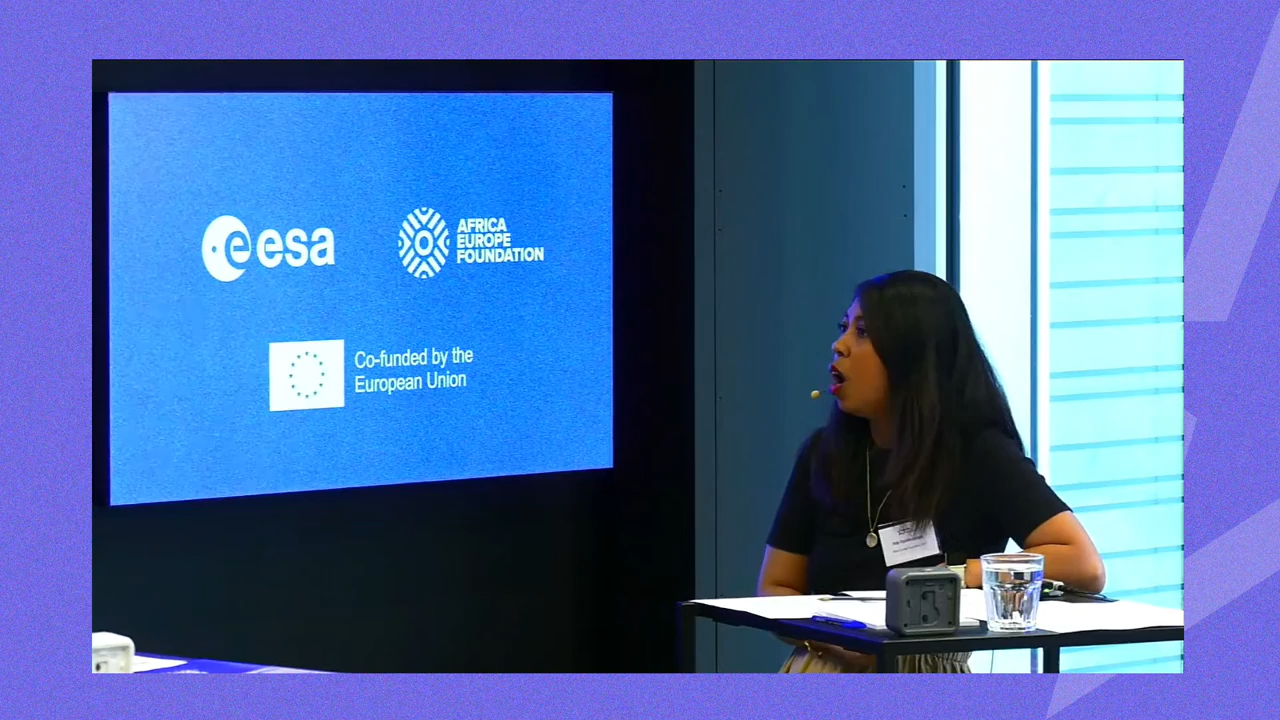 esa
AFRICA
EUROPE
FOUNDATION
Co-funded by the
European Union